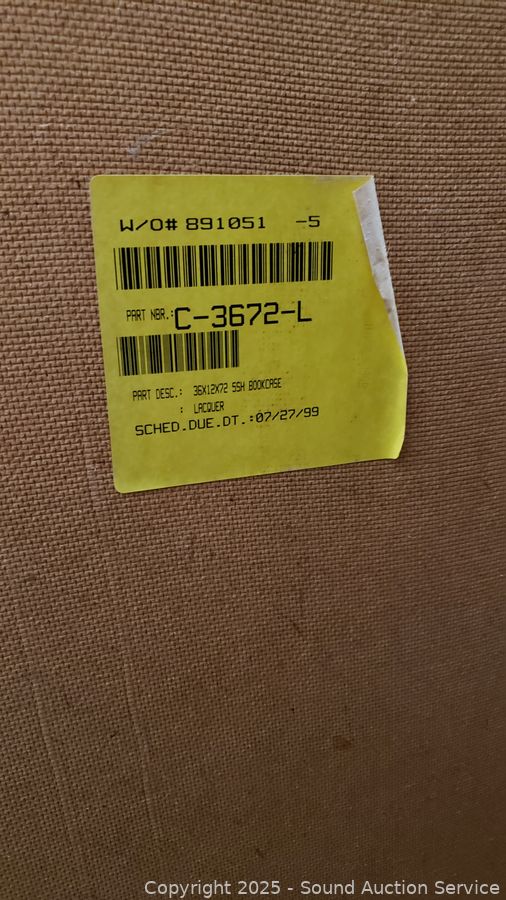 W/O# 891051 -5
PART NBR.: C-3672-L
PART DESC.: 36X12X72 5SH BOOKCASE
: LACQUER
SCHED.DUE.DT.:07/27/99
Copyright 2025 - Sound Auction Service